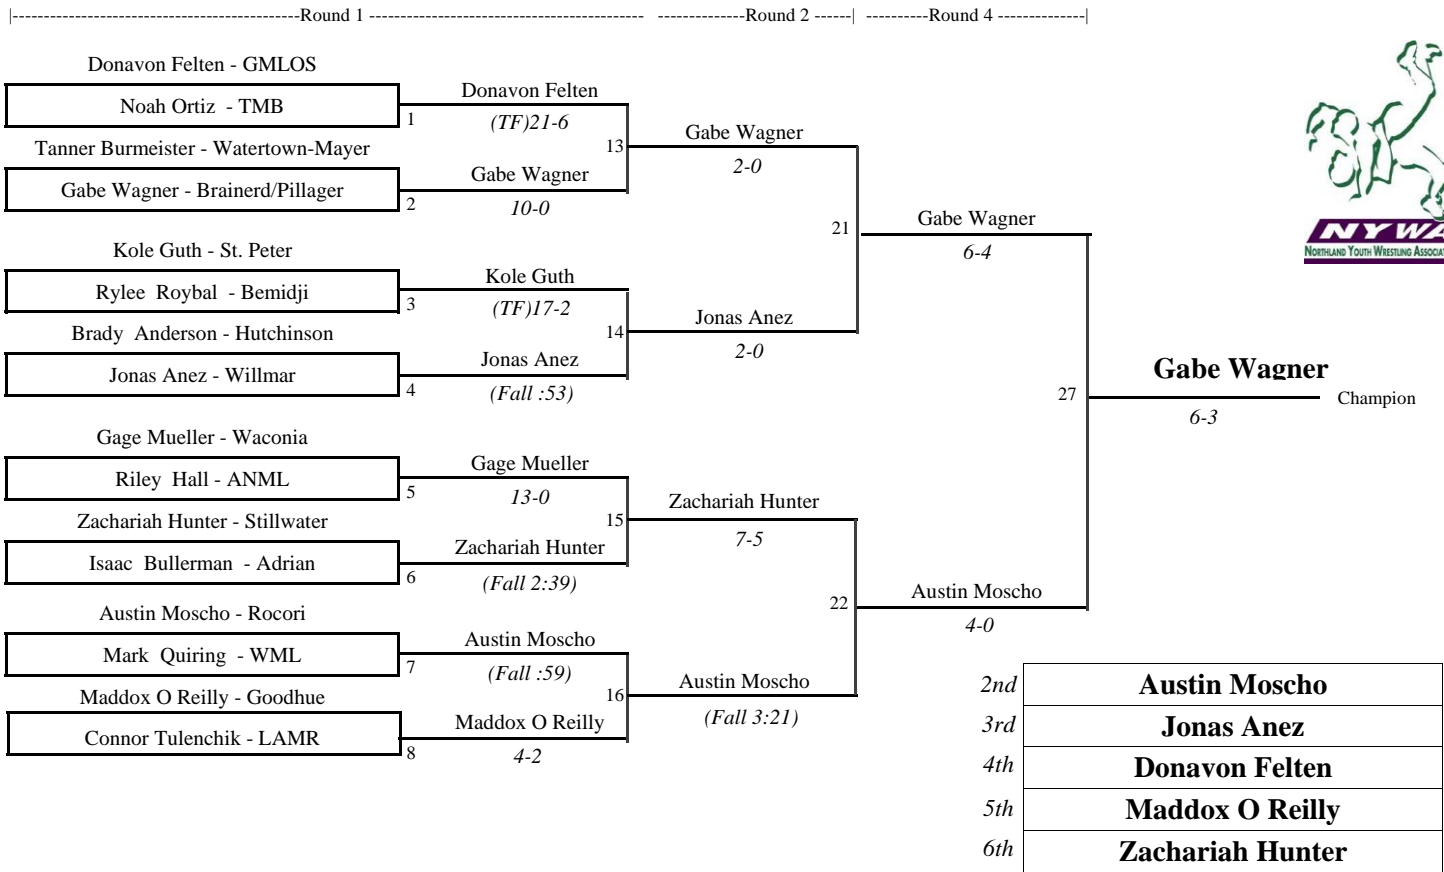 |--------------------------------------------Round 1 ------------------------------------------ --------------Round 2 ------| ----------Round 4 --------------|
Donavon Felten - GMLOS
Noah Ortiz - TMB
1
Tanner Burmeister - Watertown-Mayer
Gabe Wagner - Brainerd/Pillager
2
Kole Guth - St. Peter
Rylee Roybal - Bemidji
3
Brady Anderson - Hutchinson
Jonas Anez - Willmar
4
Gage Mueller - Waconia
Riley Hall - ANML
5
Zachariah Hunter - Stillwater
Isaac Bullerman - Adrian
6
Austin Moscho - Rocori
Mark Quiring - WML
7
Maddox O Reilly - Goodhue
Connor Tulenchik - LAMR
8
Donavon Felten
(TF)21-6
13
Gabe Wagner
10-0
Kole Guth
(TF)17-2
14
Jonas Anez
(Fall :53)
Gage Mueller
13-0
15
Zachariah Hunter
(Fall 2:39)
Austin Moscho
(Fall :59)
16
Maddox O Reilly
4-2
Gabe Wagner
2-0
21
Jonas Anez
2-0
Zachariah Hunter
7-5
22
Austin Moscho
(Fall 3:21)
Gabe Wagner
6-4
27
Austin Moscho
4-0
Gabe Wagner
Champion
6-3
NYWA
NORTHLAND YOUTH WRESTLING
2nd Austin Moscho
3rd Jonas Anez
4th Donavon Felten
5th Maddox O Reilly
6th Zachariah Hunter